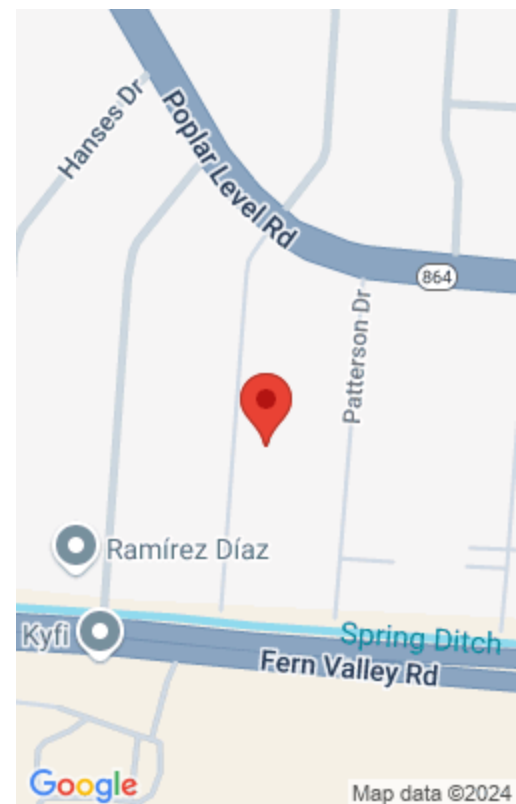 Hanses Dr
Poplar Level Rd
864
Patterson Dr
Ramírez Díaz
Kyfi
Spring Ditch
Fern Valley Rd
Google
Map data ©2024